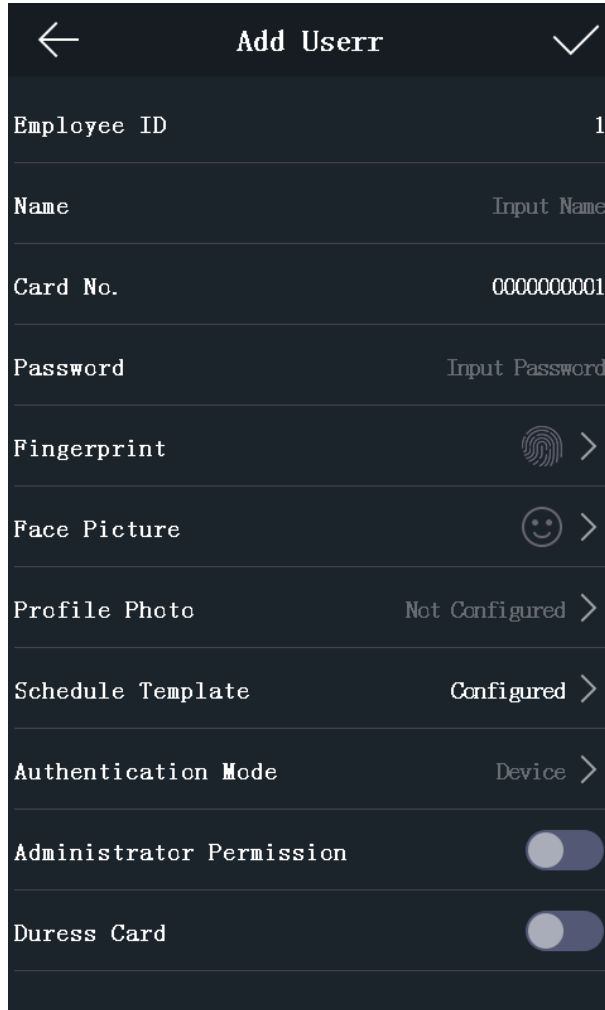 Add Userr
Employee ID 1
Name Input Name
Card No. 0000000001
Password Input Password
Fingerprint
Face Picture
Profile Photo Not Configured
Schedule Template Configured
Authentication Mode Device
Administrator Permission
Duress Card